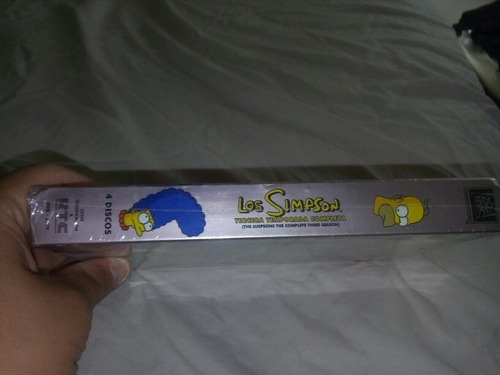 4 DISCOS
LOS SIMPSON
TERCERA TEMPORADA COMPLETA
(THE SIMPSONS THE COMPLETE THIRD SEASON)